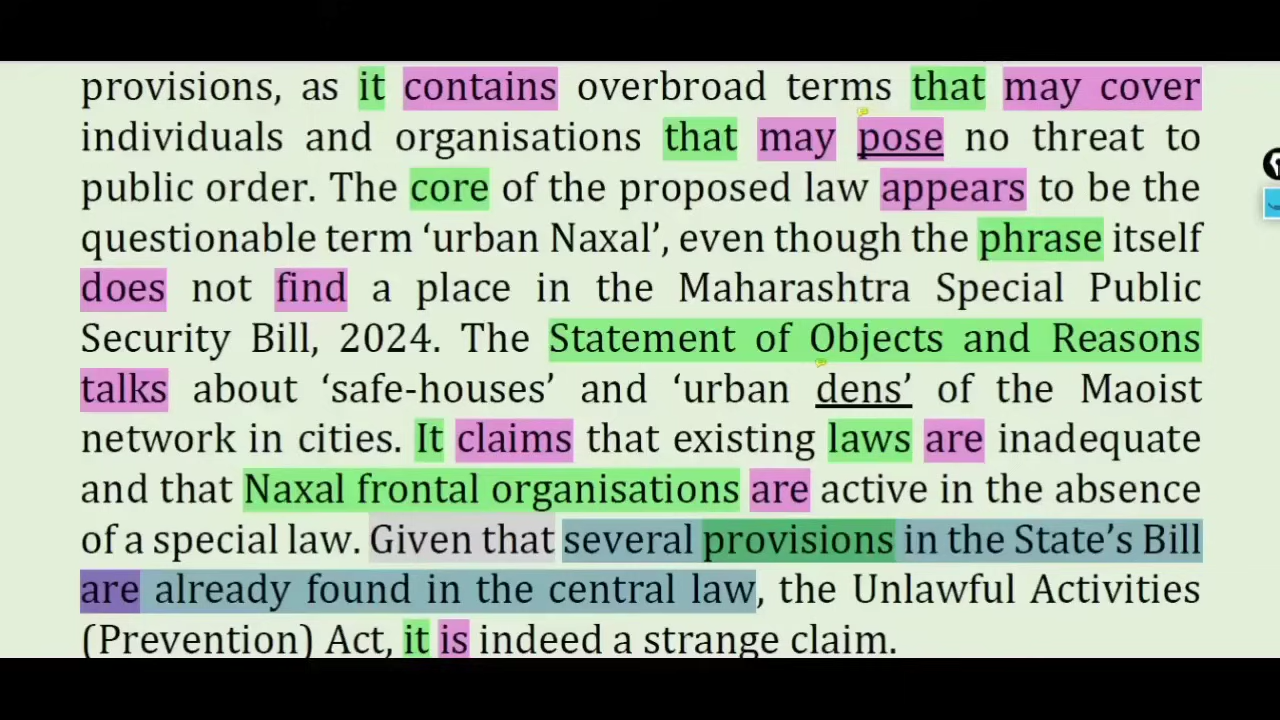 provisions, as it contains overbroad terms that may cover
individuals and organisations that may pose no threat to
public order. The core of the proposed law appears to be the
questionable term ‘urban Naxal’, even though the phrase itself
does not find a place in the Maharashtra Special Public
Security Bill, 2024. The Statement of Objects and Reasons
talks about ‘safe-houses’ and ‘urban dens’ of the Maoist
network in cities. It claims that existing laws are inadequate
and that Naxal frontal organisations are active in the absence
of a special law. Given that several provisions in the State’s Bill
are already found in the central law, the Unlawful Activities
(Prevention) Act, it is indeed a strange claim.